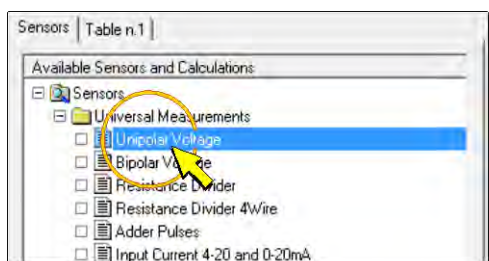 Sensors Table n.1
Available Sensors and Calculations
Sensors
Universal Measurements
Unipolar Voltage
Bipolar Voltage
Resistance Divider
Resistance Divider 4Wire
Adder Pulses
Input Current 4-20 and 0-20mA